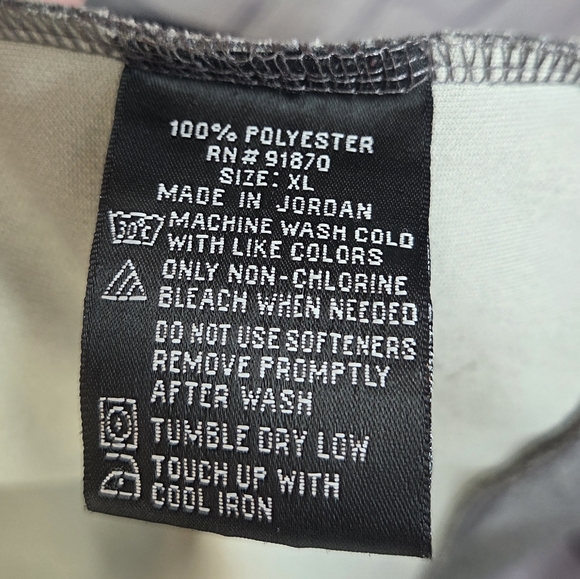 100% POLYESTER
RN# 91870
SIZE: XL
MADE IN JORDAN
30°C MACHINE WASH COLD
WITH LIKE COLORS
ONLY NON-CHLORINE
BLEACH WHEN NEEDED
DO NOT USE SOFTENERS
REMOVE PROMPTLY
AFTER WASH
TUMBLE DRY LOW
TOUCH UP WITH
COOL IRON